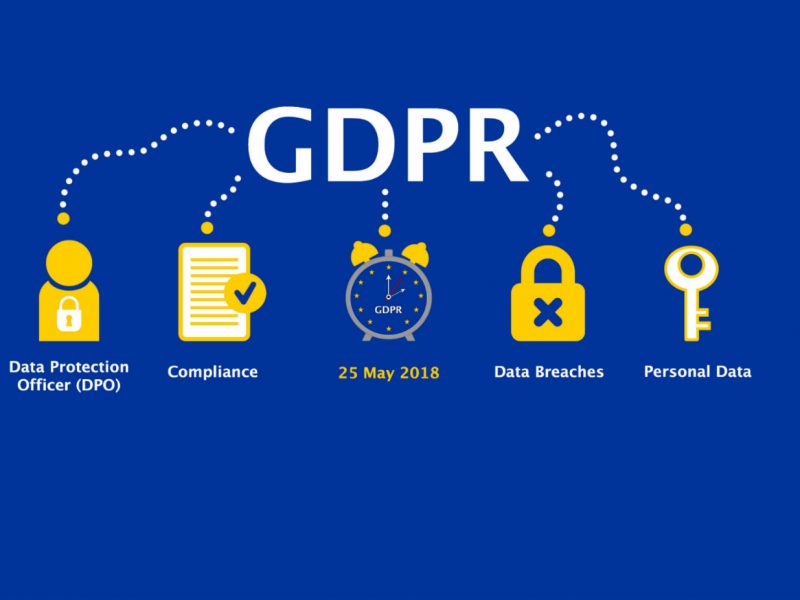 GDPR
GDPR
Data Protection
Officer (DPO)
Compliance
25 May 2018
Data Breaches
Personal Data